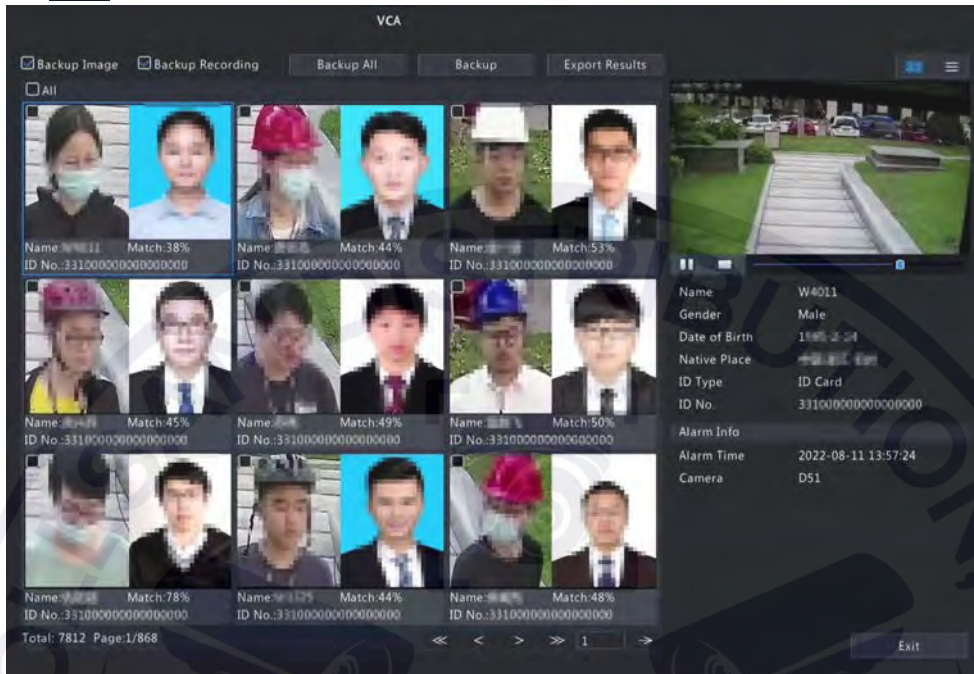 VCA
Backup Image Backup Recording Backup All Backup Export Results
All
Name: Match:38% Name: Match:44% Name: Match:53%
ID No.:331000000000000000 ID No.:331000000000000000 ID No.:331000000000000000
Name: Match:45% Name: Match:49% Name: Match:50%
ID No.:331000000000000000 ID No.:331000000000000000 ID No.:331000000000000000
Name: Match:78% Name: Match:44% Name: Match:48%
ID No.:331000000000000000 ID No.:331000000000000000 ID No.:331000000000000000
Total: 7812 Page:1/868 1
Name W4011
Gender Male
Date of Birth
Native Place
ID Type ID Card
ID No. 331000000000000000
Alarm Info
Alarm Time 2022-08-11 13:57:24
Camera D51
Exit